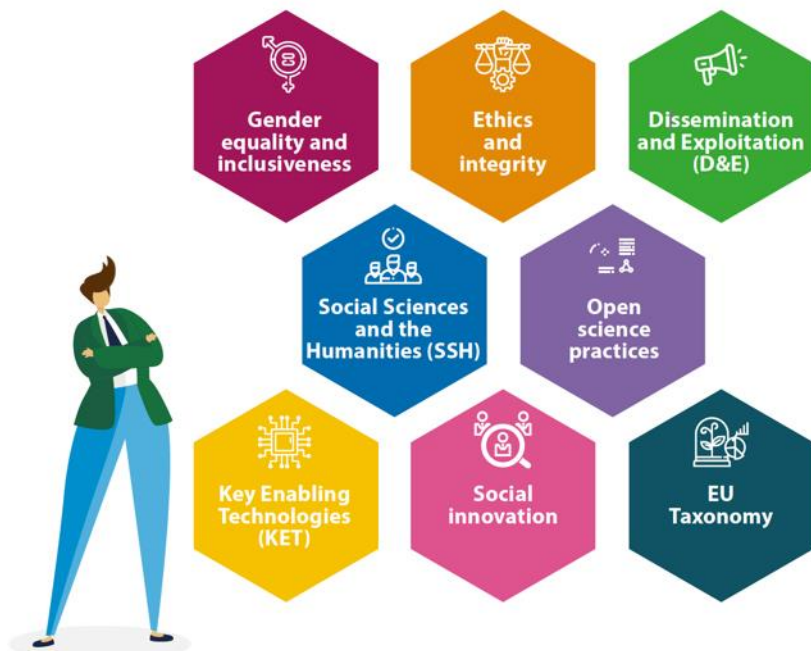 Gender
equality and
inclusiveness
Ethics
and
integrity
Dissemination
and Exploitation
(D&E)
Social Sciences
and the
Humanities (SSH)
Open
science
practices
Key Enabling
Technologies
(KET)
Social
innovation
EU
Taxonomy